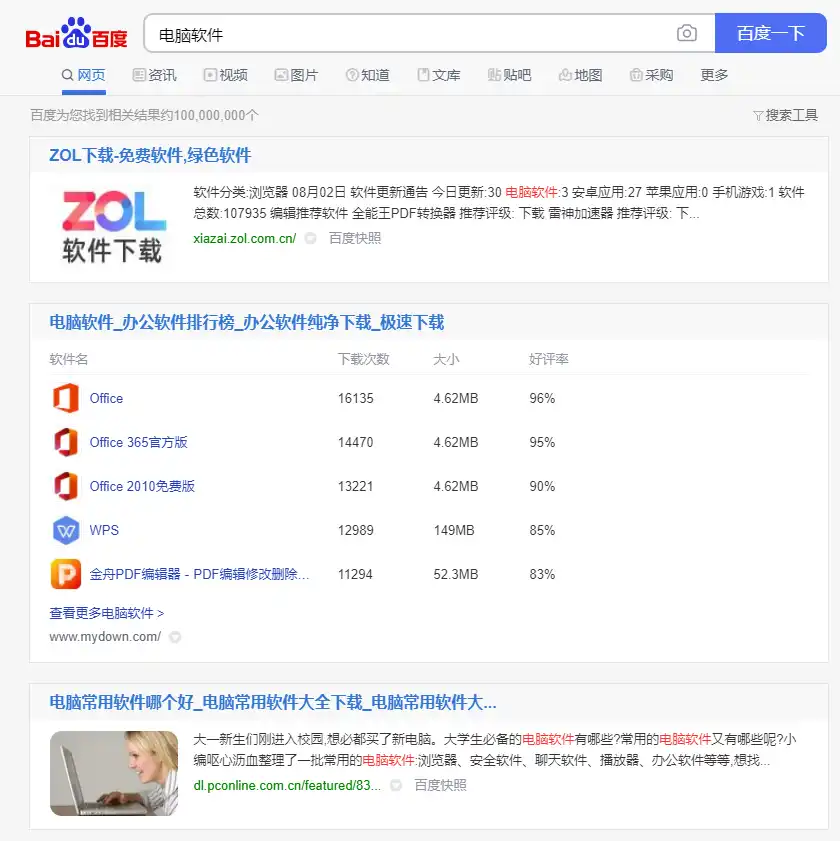 Bai du 百度
电脑软件
百度一下
网页 资讯 视频 图片 知道 文库 贴吧 地图 采购 更多
百度为您找到相关结果约100,000,000个
搜索工具
ZOL下载-免费软件,绿色软件
ZOL
软件下载
软件分类:浏览器 08月02日 软件更新通告 今日更新:30 电脑软件:3 安卓应用:27 苹果应用:0 手机游戏:1 软件
总数:107935 编辑推荐软件 全能王PDF转换器 推荐评级: 下载 雷神加速器 推荐评级: 下...
xiazai.zol.com.cn/ 百度快照
电脑软件_办公软件排行榜_办公软件纯净下载_极速下载
软件名 下载次数 大小 好评率
Office 16135 4.62MB 96%
Office 365官方版 14470 4.62MB 95%
Office 2010免费版 13221 4.62MB 90%
WPS 12989 149MB 85%
金舟PDF编辑器 - PDF编辑修改删除... 11294 52.3MB 83%
查看更多电脑软件 >
www.mydown.com/
电脑常用软件哪个好_电脑常用软件大全下载_电脑常用软件大...
大一新生们刚进入校园,想必都买了新电脑。大学生必备的电脑软件有哪些?常用的电脑软件又有哪些呢?小
编呕心沥血整理了一批常用的电脑软件:浏览器、安全软件、聊天软件、播放器、办公软件等等,想找...
dl.pconline.com.cn/featured/83... 百度快照